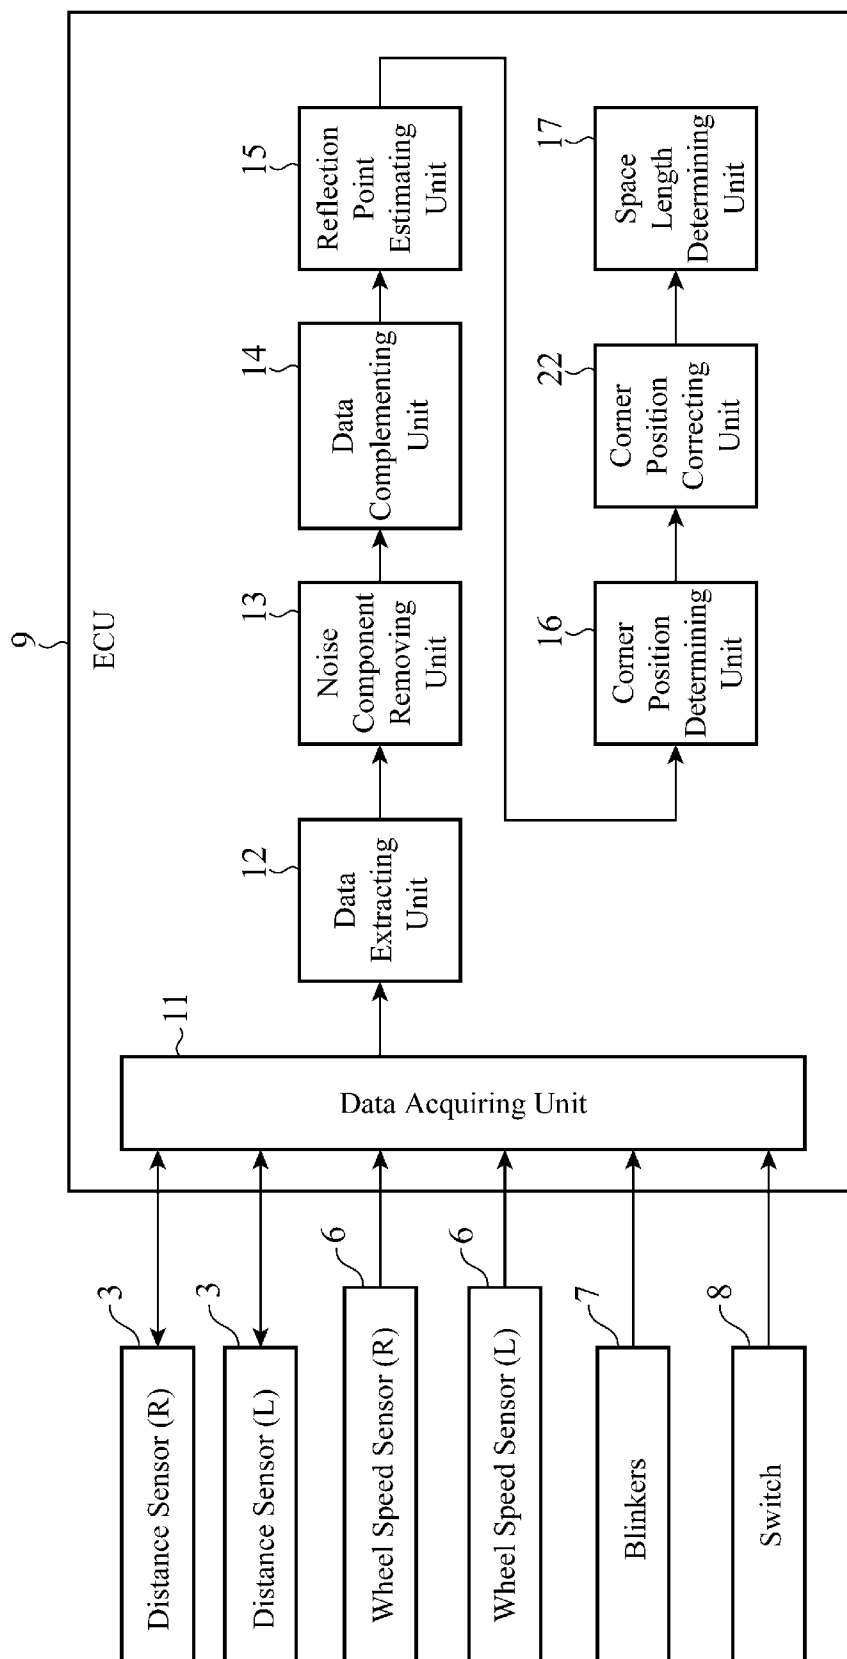 9
ECU
3
Distance Sensor (R)
3
Distance Sensor (L)
6
Wheel Speed Sensor (R)
6
Wheel Speed Sensor (L)
7
Blinkers
8
Switch
11
Data Acquiring Unit
12
Data
Extracting
Unit
13
Noise
Component
Removing
Unit
14
Data
Complementing
Unit
15
Reflection
Point
Estimating
Unit
16
Corner
Position
Determining
Unit
22
Corner
Position
Correcting
Unit
17
Space
Length
Determining
Unit